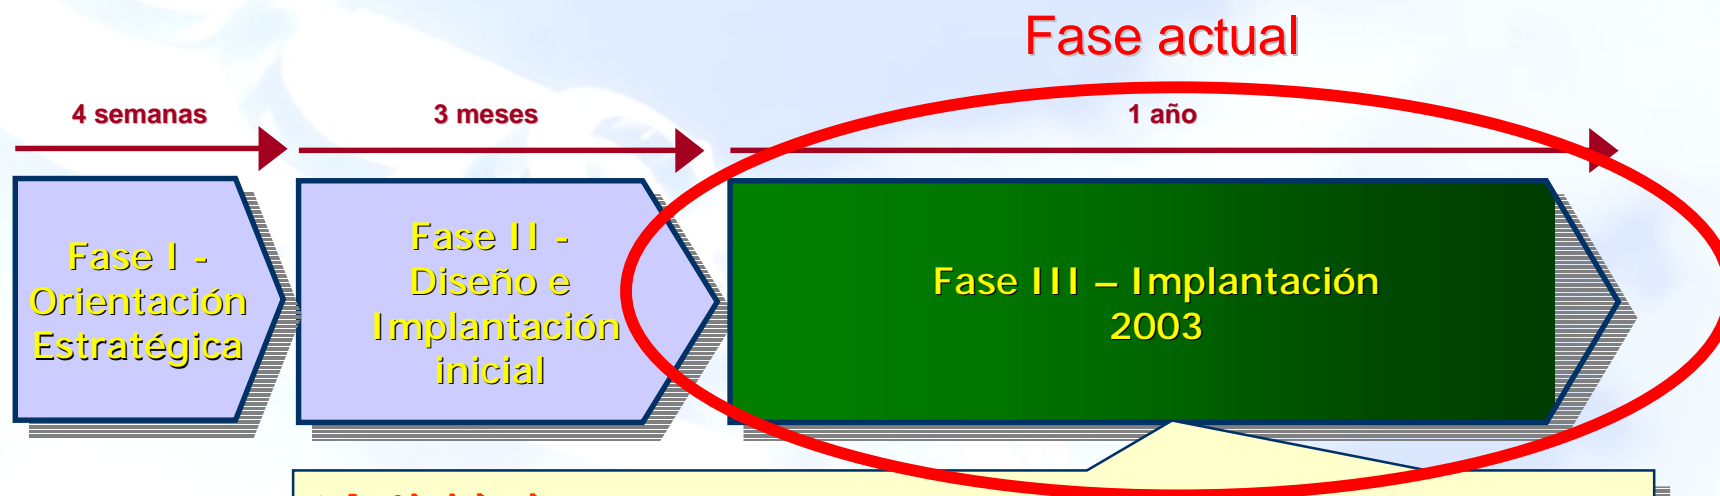 Fase actual
4 semanas
3 meses
1 año
Fase I -
Orientación
Estratégica
Fase II -
Diseño e
Implantación
inicial
Fase III – Implantación
2003